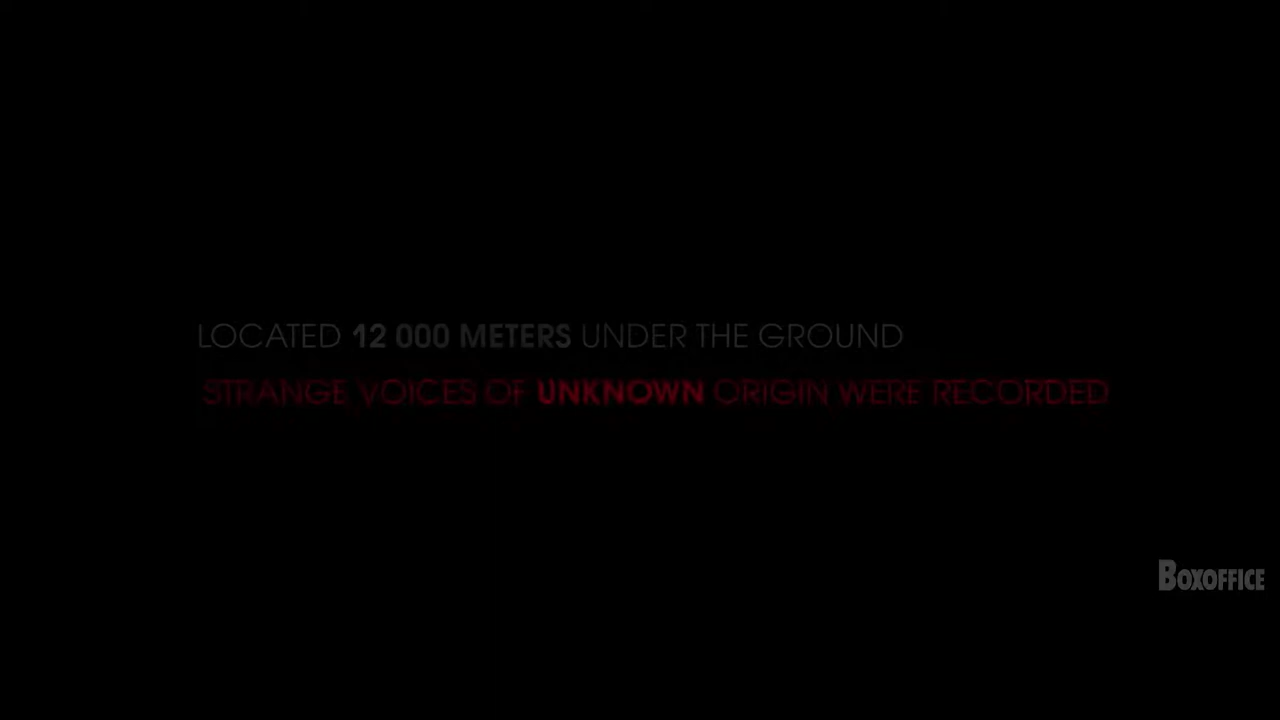 LOCATED 12 000 METERS UNDER THE GROUND
STRANGE VOICES OF UNKNOWN ORIGIN WERE RECORDED
BOXOFFICE